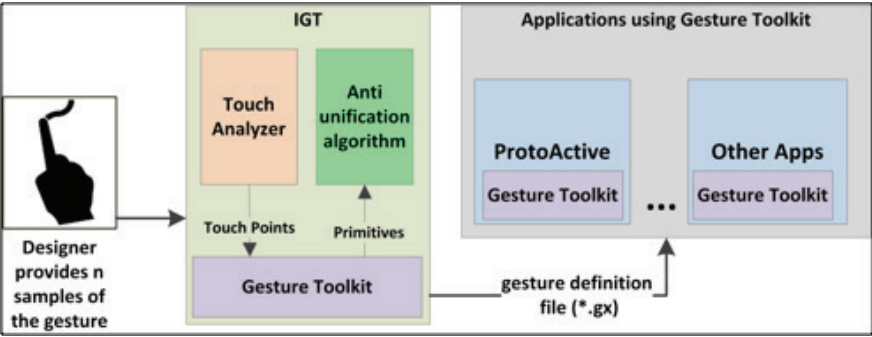 IGT
Applications using Gesture Toolkit
Touch
Analyzer
Anti
unification
algorithm
ProtoActive
Gesture Toolkit
...
Other Apps
Gesture Toolkit
Touch Points
Primitives
Gesture Toolkit
Designer
provides n
samples of
the gesture
gesture definition
file (*.gx)